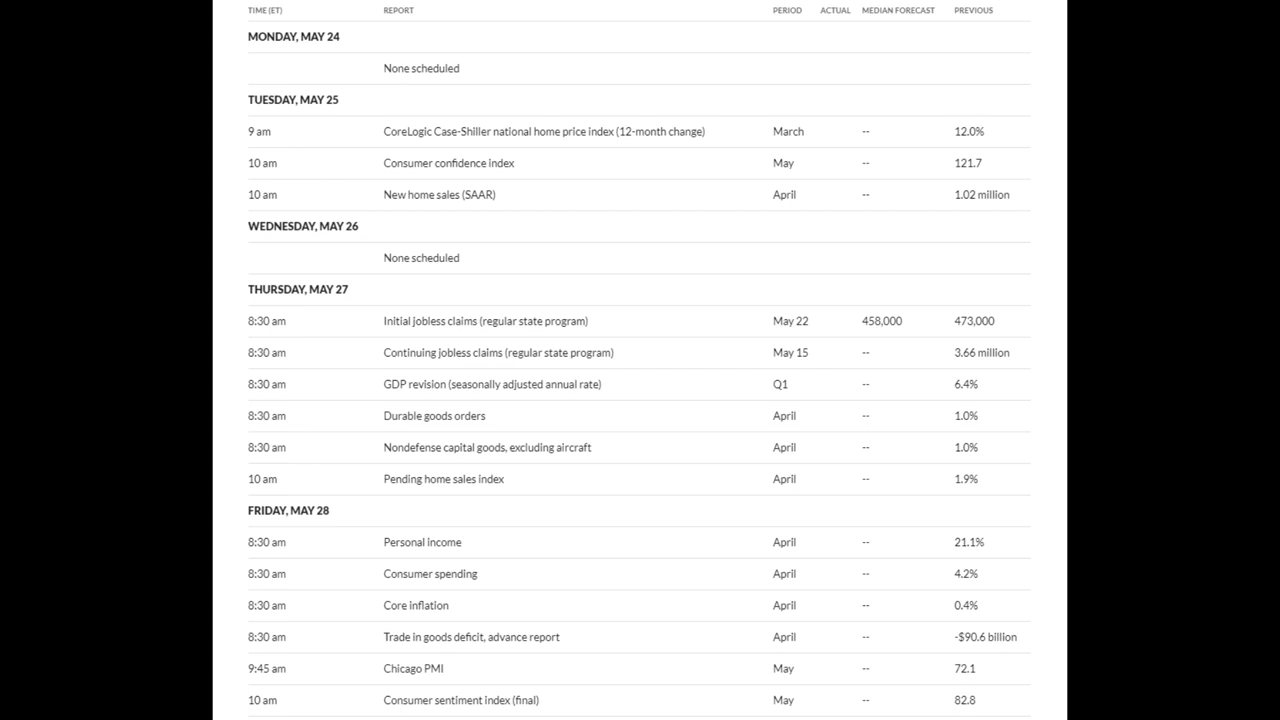 TIME (ET) REPORT PERIOD ACTUAL MEDIAN FORECAST PREVIOUS
MONDAY, MAY 24
None scheduled
TUESDAY, MAY 25
9 am CoreLogic Case-Shiller national home price index (12-month change) March -- 12.0%
10 am Consumer confidence index May -- 121.7
10 am New home sales (SAAR) April -- 1.02 million
WEDNESDAY, MAY 26
None scheduled
THURSDAY, MAY 27
8:30 am Initial jobless claims (regular state program) May 22 458,000 473,000
8:30 am Continuing jobless claims (regular state program) May 15 -- 3.66 million
8:30 am GDP revision (seasonally adjusted annual rate) Q1 -- 6.4%
8:30 am Durable goods orders April -- 1.0%
8:30 am Nondefense capital goods, excluding aircraft April -- 1.0%
10 am Pending home sales index April -- 1.9%
FRIDAY, MAY 28
8:30 am Personal income April -- 21.1%
8:30 am Consumer spending April -- 4.2%
8:30 am Core inflation April -- 0.4%
8:30 am Trade in goods deficit, advance report April -- -$90.6 billion
9:45 am Chicago PMI May -- 72.1
10 am Consumer sentiment index (final) May -- 82.8